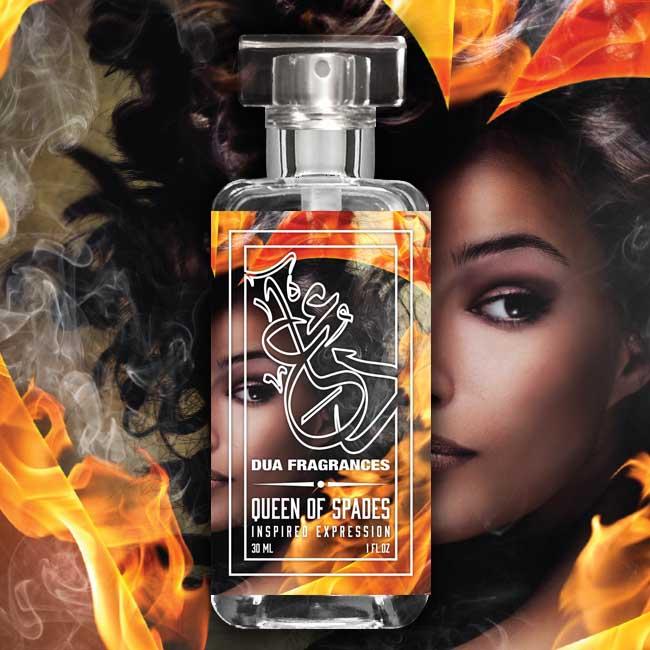 DUA FRAGRANCES
QUEEN OF SPADES
INSPIRED EXPRESSION
30 ML 1 FL.OZ